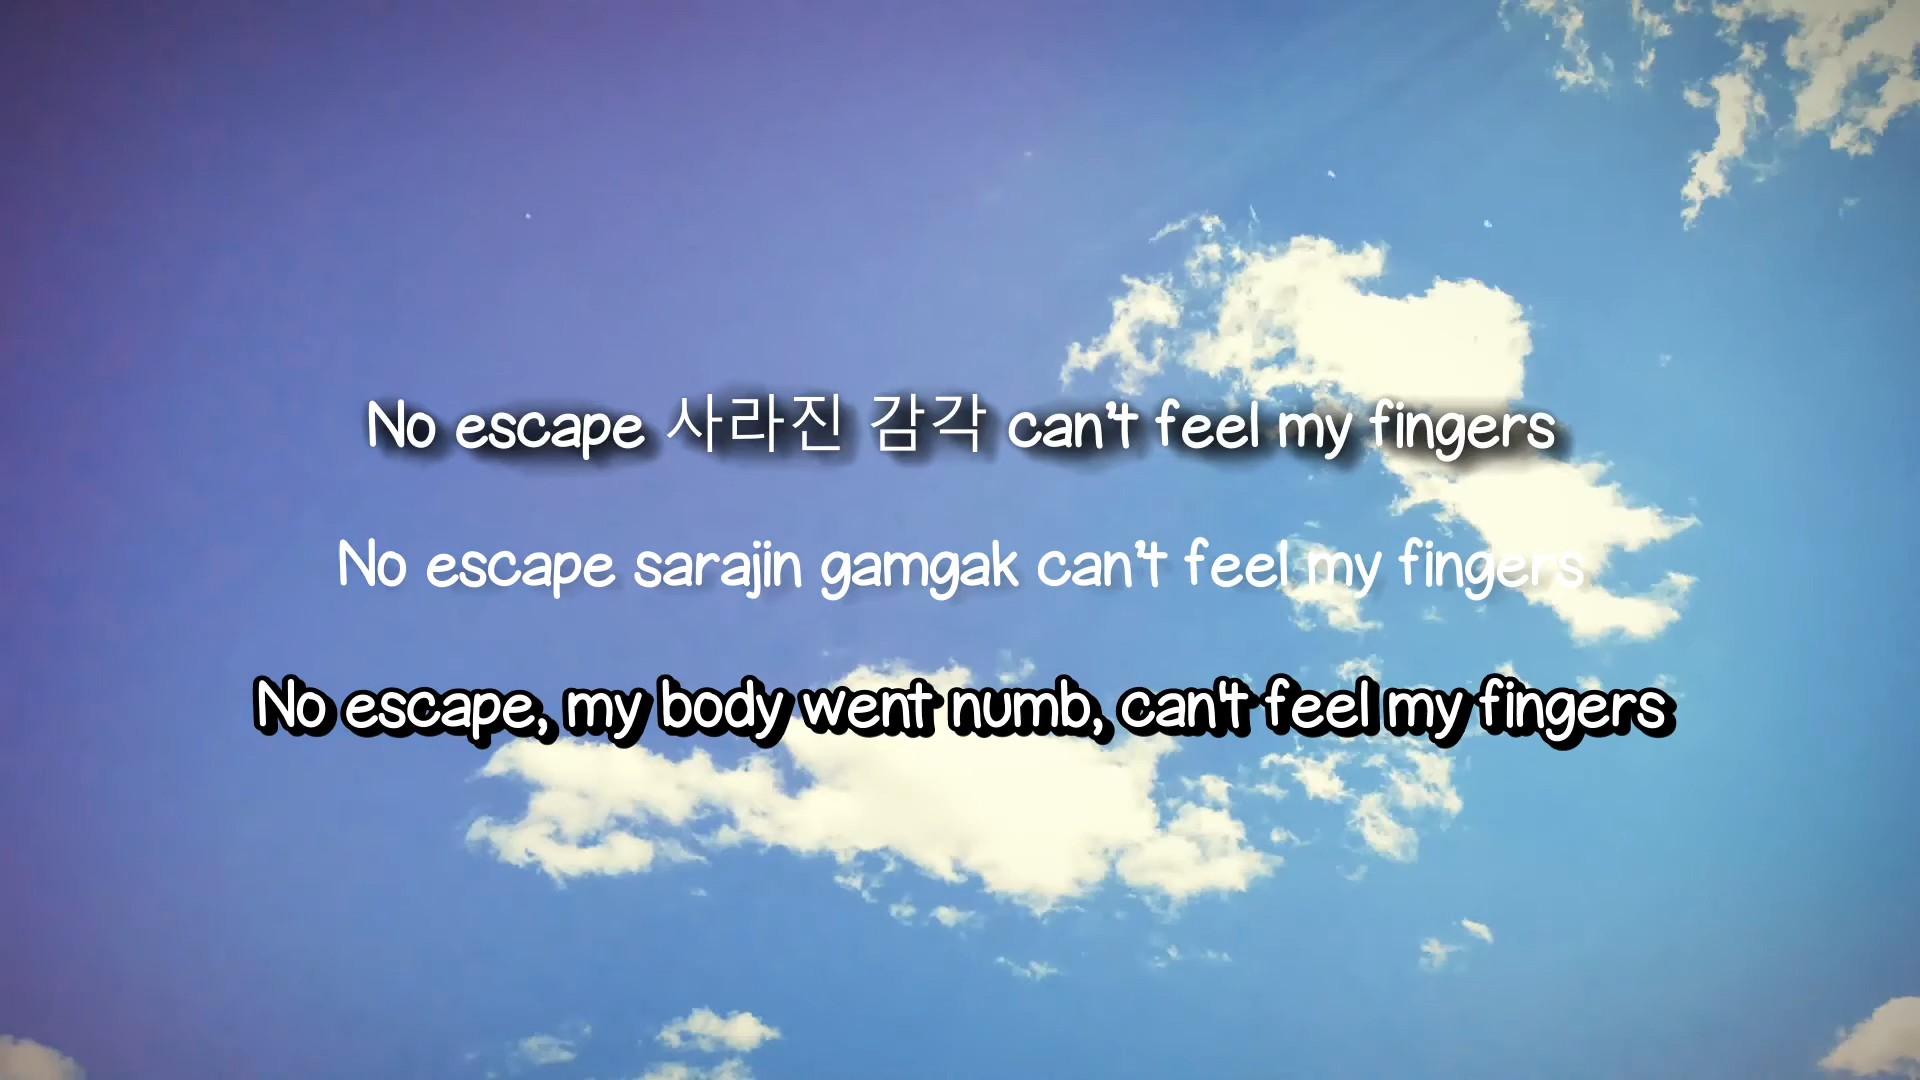 No escape 사라진 감각 can't feel my fingers
No escape sarajin gamgak can't feel my fingers
No escape, my body went numb, can't feel my fingers